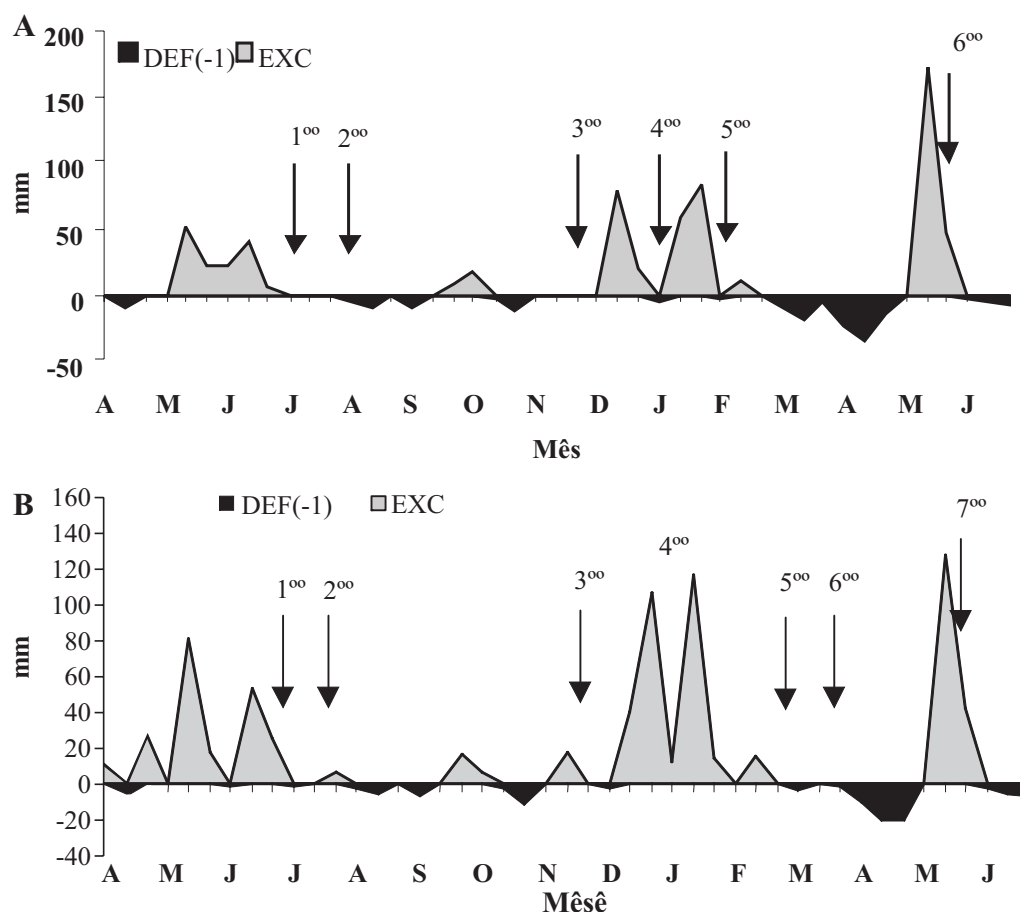 A
200
DEF(-1) EXC
6ºº
150
1ºº 2ºº 3ºº 4ºº 5ºº
100
mm
50
0
-50
A M J J A S O N D J F M A M J
Mês
B
160
DEF(-1) EXC
7ºº
140
4ºº
120
1ºº 2ºº 3ºº 5ºº 6ºº
100
mm
80
60
40
20
0
-20
-40
A M J J A S O N D J F M A M J
Mêsê